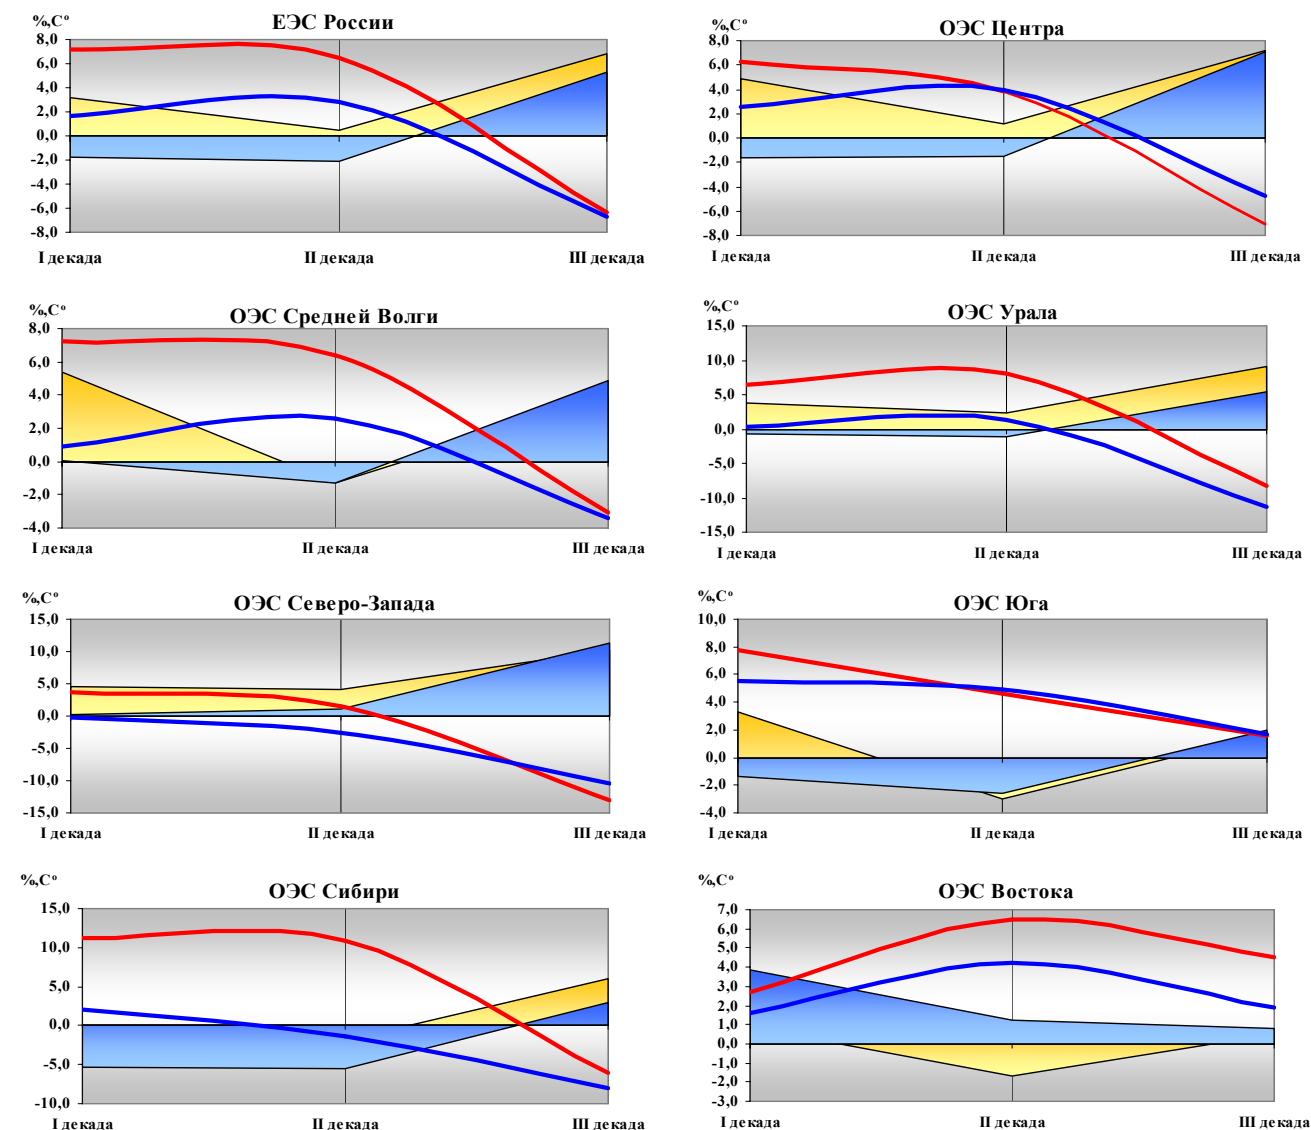 ЕЭС России
%,C°
8,0
6,0
4,0
2,0
0,0
-2,0
-4,0
-6,0
-8,0
I декада
II декада
III декада
ОЭС Центра
%,C°
8,0
6,0
4,0
2,0
0,0
-2,0
-4,0
-6,0
-8,0
I декада
II декада
III декада
ОЭС Средней Волги
%,C°
8,0
6,0
4,0
2,0
0,0
-2,0
-4,0
I декада
II декада
III декада
ОЭС Урала
%,C°
15,0
10,0
5,0
0,0
-5,0
-10,0
-15,0
I декада
II декада
III декада
ОЭС Северо-Запада
%,C°
15,0
10,0
5,0
0,0
-5,0
-10,0
-15,0
I декада
II декада
III декада
ОЭС Юга
%,C°
10,0
8,0
6,0
4,0
2,0
0,0
-2,0
-4,0
I декада
II декада
III декада
ОЭС Сибири
%,C°
15,0
10,0
5,0
0,0
-5,0
-10,0
I декада
II декада
III декада
ОЭС Востока
%,C°
7,0
6,0
5,0
4,0
3,0
2,0
1,0
0,0
-1,0
-2,0
-3,0
I декада
II декада
III декада